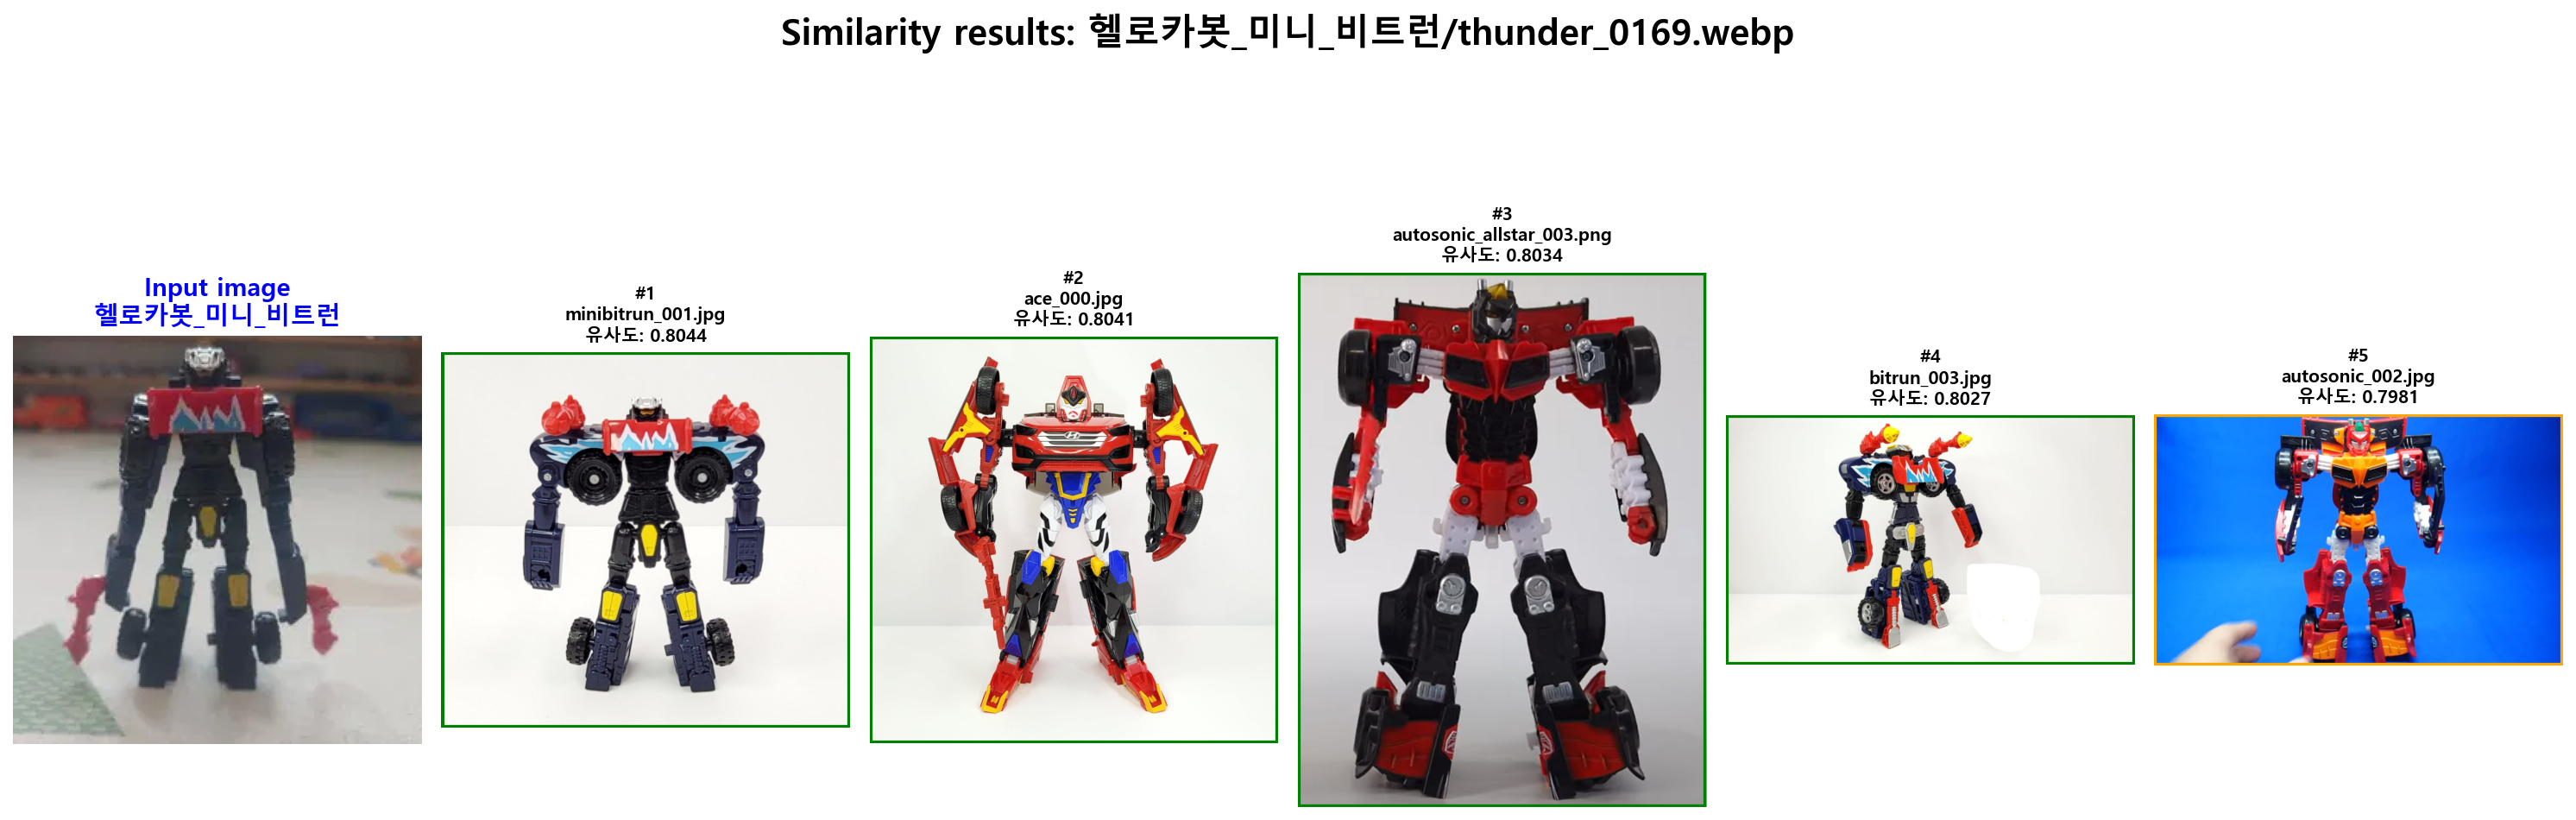 Similarity results: 헬로카봇_미니_비트런/thunder_0169.webp
Input image
헬로카봇_미니_비트런
#1
minibitrun_001.jpg
유사도: 0.8044
#2
ace_000.jpg
유사도: 0.8041
#3
autosonic_allstar_003.png
유사도: 0.8034
#4
bitrun_003.jpg
유사도: 0.8027
#5
autosonic_002.jpg
유사도: 0.7981